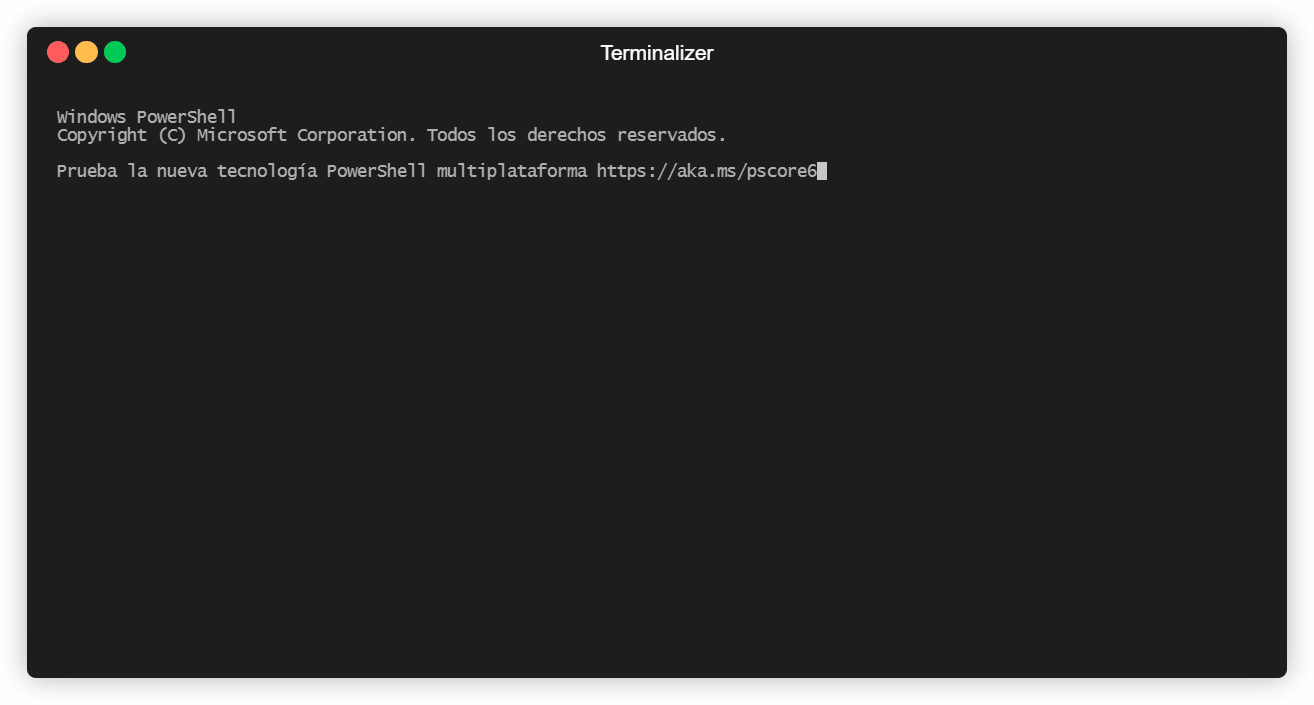 Terminalizer
Windows PowerShell
Copyright (C) Microsoft Corporation. Todos los derechos reservados.
Prueba la nueva tecnología PowerShell multiplataforma https://aka.ms/pscore6